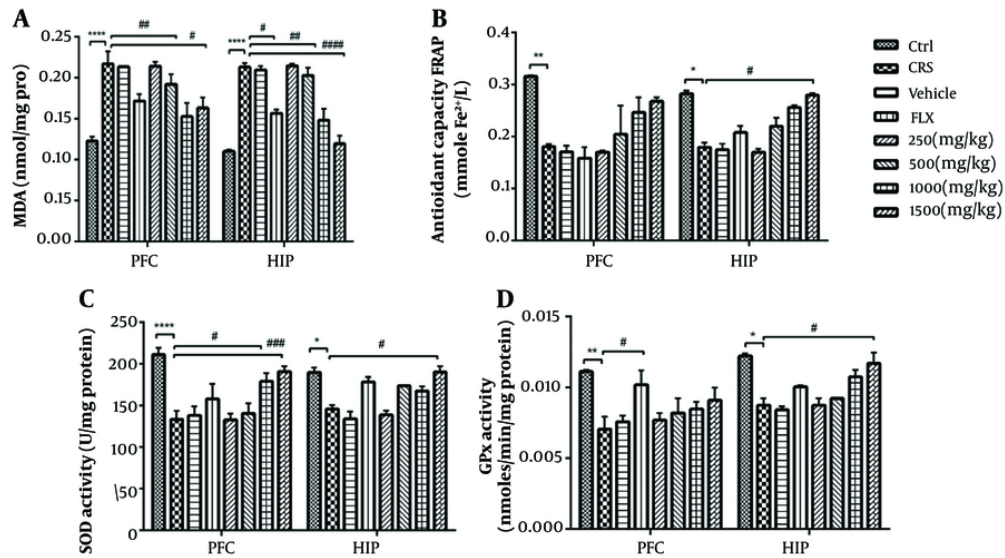 A
MDA (nmol/mg pro)
0.25
0.20
0.15
0.10
0.05
0.00
****
##
#
****
#
##
####
PFC
HIP
B
Antioidant capacity FRAP
(mmole Fe²⁺/L)
0.4
0.3
0.2
0.1
0.0
**
*
#
PFC
HIP
Ctrl
CRS
Vehicle
FLX
250(mg/kg)
500(mg/kg)
1000(mg/kg)
1500(mg/kg)
C
SOD activity (U/mg protein)
250
200
150
100
\50
0
****
#
###
*
#
PFC
HIP
D
GPx activity
(nmoles/min/mg protein)
0.015
0.010
0.005
0.000
**
#
*
#
PFC
HIP